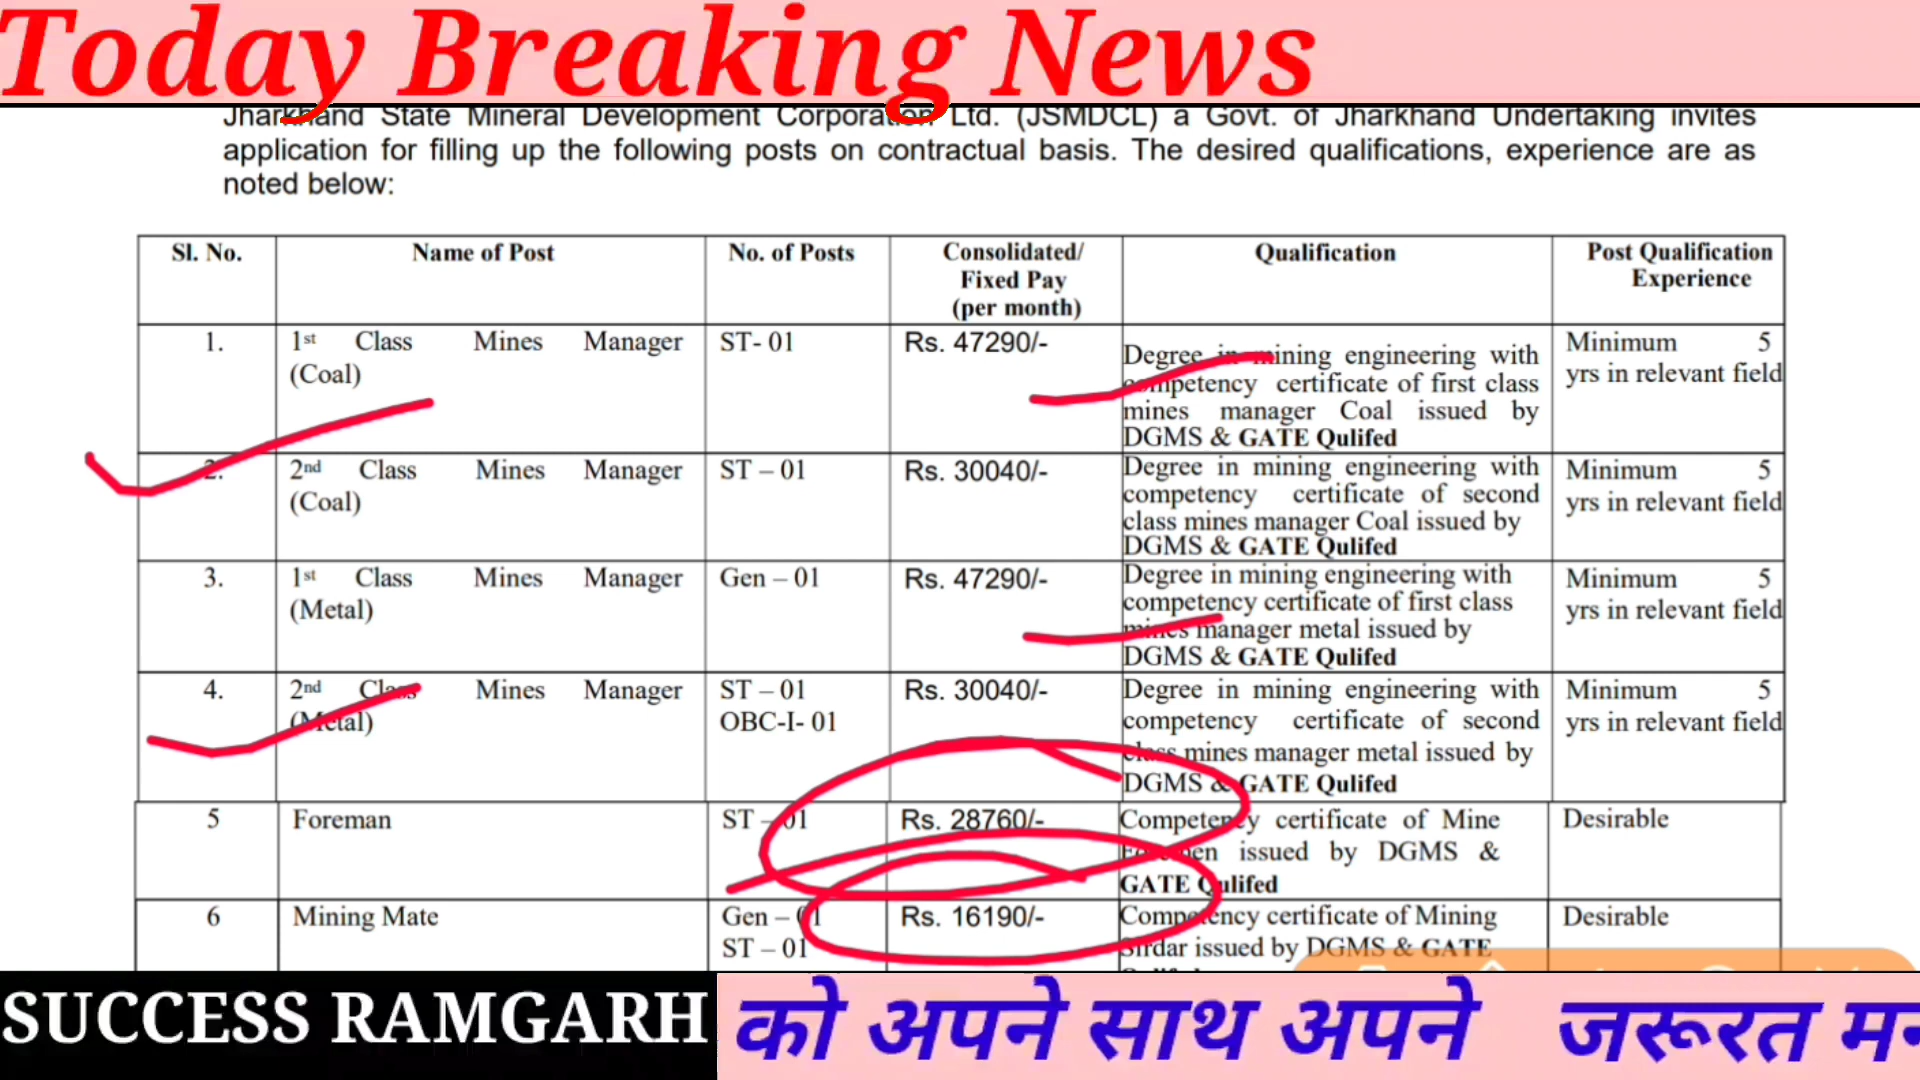 Today Breaking News
Jharkhand State Mineral Development Corporation Ltd. (JSMDCL) a Govt. of Jharkhand Undertaking invites
application for filling up the following posts on contractual basis. The desired qualifications, experience are as
noted below:
Sl. No.
Name of Post
No. of Posts
Consolidated/
Fixed Pay
(per month)
Qualification
Post Qualification
Experience
1.
1st Class Mines Manager
(Coal)
ST- 01
Rs. 47290/-
Degree in mining engineering with
competency certificate of first class
mines manager Coal issued by
DGMS & GATE Qulifed
Minimum 5
yrs in relevant field
2.
2nd Class Mines Manager
(Coal)
ST – 01
Rs. 30040/-
Degree in mining engineering with
competency certificate of second
class mines manager Coal issued by
DGMS & GATE Qulifed
Minimum 5
yrs in relevant field
3.
1st Class Mines Manager
(Metal)
Gen – 01
Rs. 47290/-
Degree in mining engineering with
competency certificate of first class
mines manager metal issued by
DGMS & GATE Qulifed
Minimum 5
yrs in relevant field
4.
2nd Class Mines Manager
(Metal)
ST – 01
OBC-I- 01
Rs. 30040/-
Degree in mining engineering with
competency certificate of second
class mines manager metal issued by
DGMS & GATE Qulifed
Minimum 5
yrs in relevant field
5
Foreman
ST – 01
Rs. 28760/-
Competency certificate of Mine
Foremen issued by DGMS &
GATE Qulifed
Desirable
6
Mining Mate
Gen – 01
ST – 01
Rs. 16190/-
Competency certificate of Mining
Sirdar issued by DGMS & GATE
Desirable
SUCCESS RAMGARH
को अपने साथ अपने जरूरत